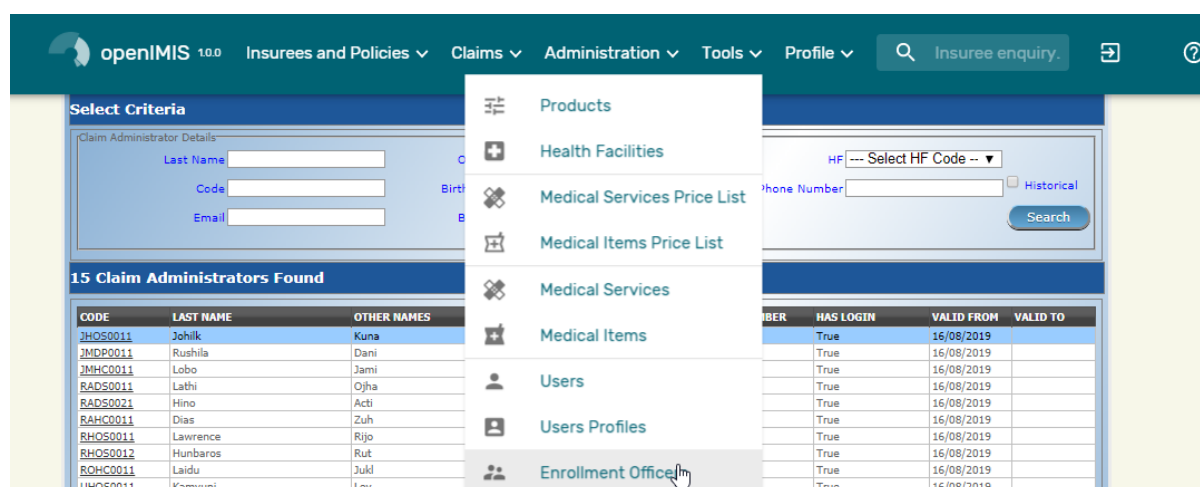 openIMIS 1.0.0 Insurees and Policies Claims Administration Tools Profile Insuree enquiry.
Select Criteria
Products
Claim Administrator Details
Last Name
HF --- Select HF Code --
Health Facilities
Code
Phone Number
Historical
Medical Services Price List
Email
Search
Medical Items Price List
15 Claim Administrators Found
Medical Services
CODE LAST NAME OTHER NAMES HAS LOGIN VALID FROM VALID TO
JHOS0011 Johilk Kuna True 16/08/2019
Medical Items
JMDP0011 Rushila Dani True 16/08/2019
JMHC0011 Lobo Jami True 16/08/2019
RADS0011 Lathi Ojha True 16/08/2019
Users
RADS0021 Hino Acti True 16/08/2019
RAHC0011 Dias Zuh True 16/08/2019
Users Profiles
RHOS0011 Lawrence Rijo True 16/08/2019
RHOS0012 Hunbaros Rut True 16/08/2019
ROHC0011 Laidu Jukl True 16/08/2019
Enrollment Office